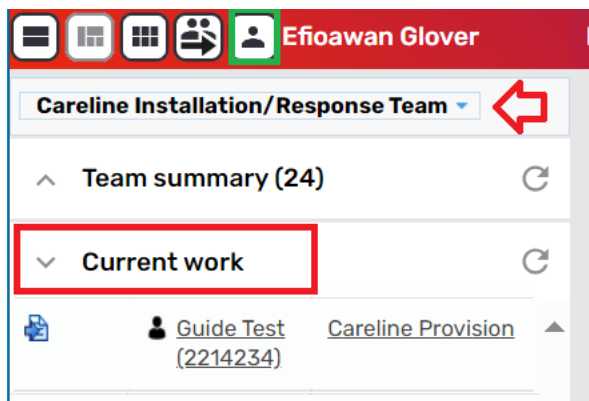 Efioawan Glover
Careline Installation/Response Team
Team summary (24)
Current work
Guide Test Careline Provision
(2214234)